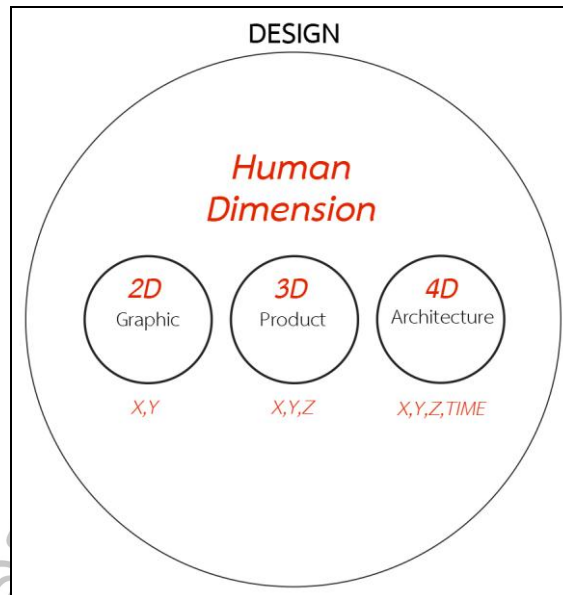 DESIGN
Human
Dimension
2D
Graphic
3D
Product
4D
Architecture
X,Y
X,Y,Z
X,Y,Z,TIME